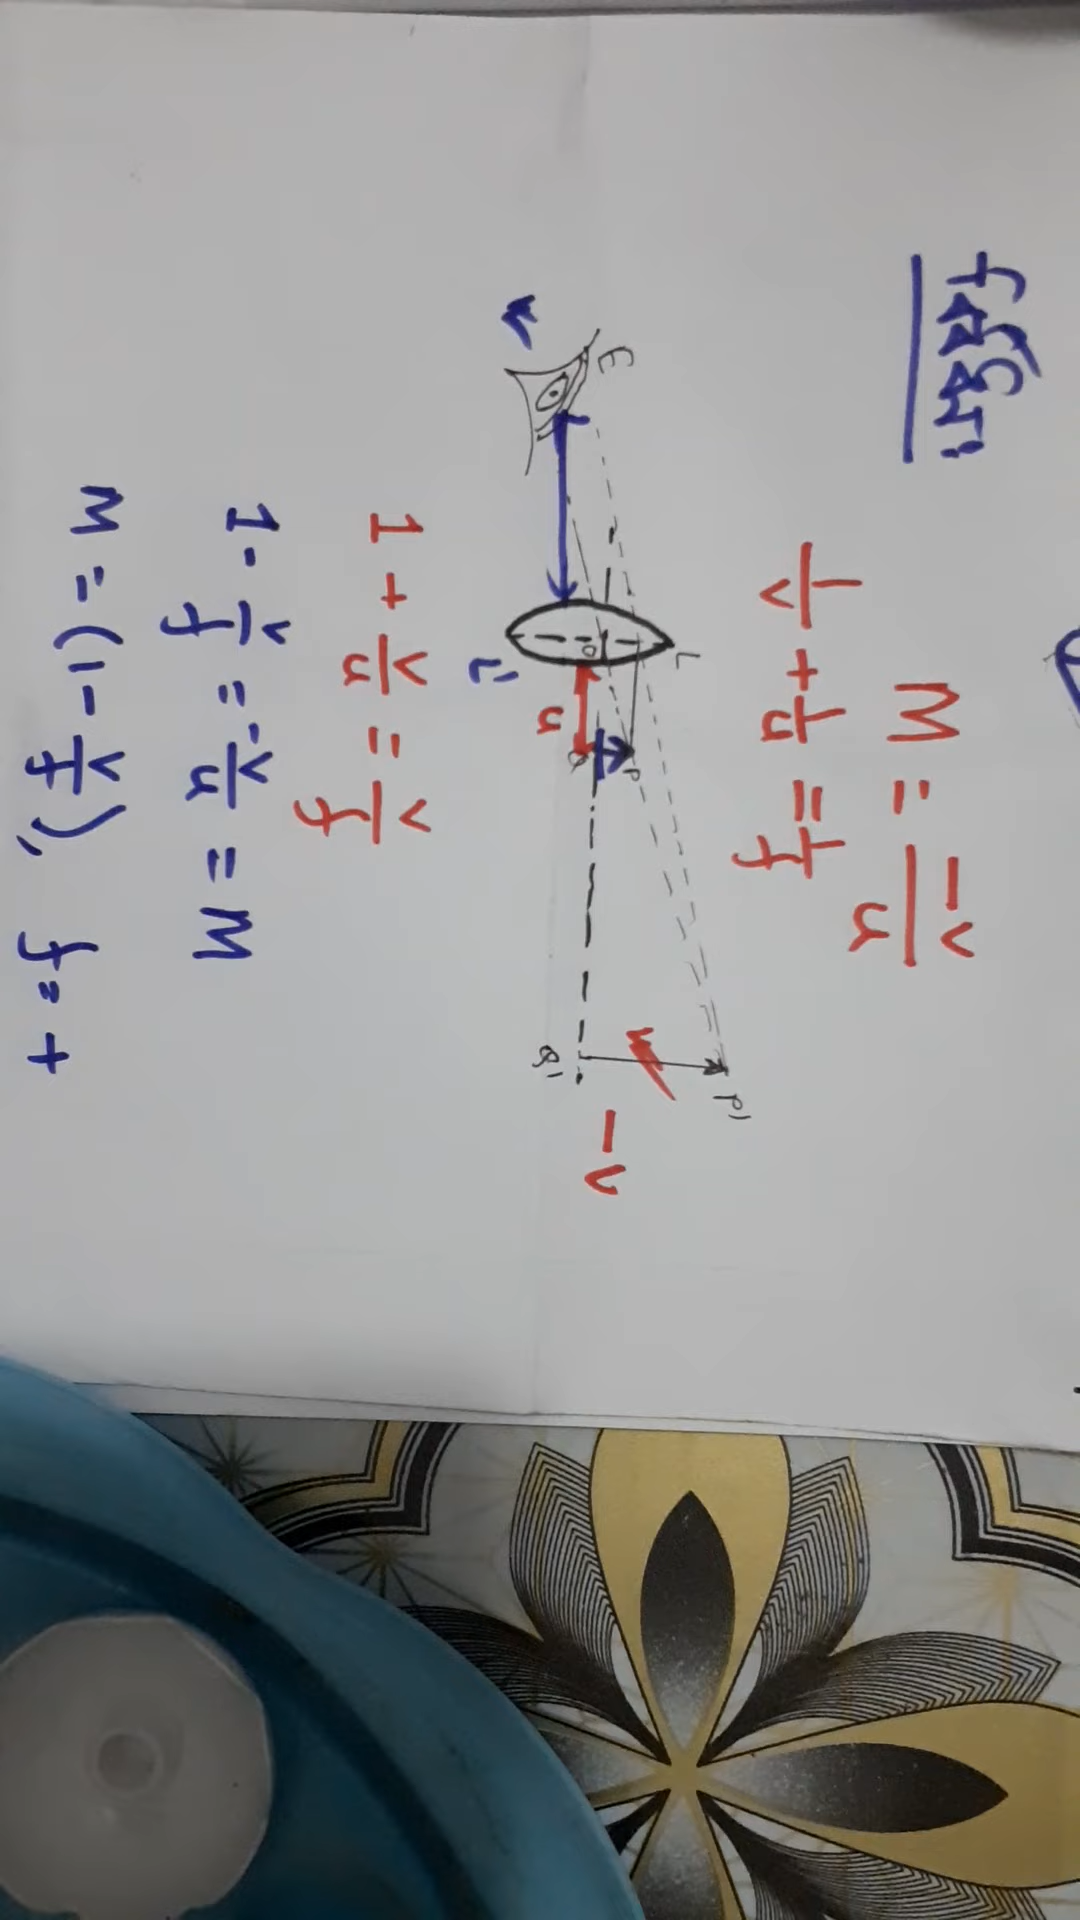 M = -v/u
1/v + 1/u = 1/f
E
L
P
P'
O
Q
Q'
u
-v
L'
1 + v/u = v/f
1 - v/f = -v/u = M
M = (1 - v/f), f = +